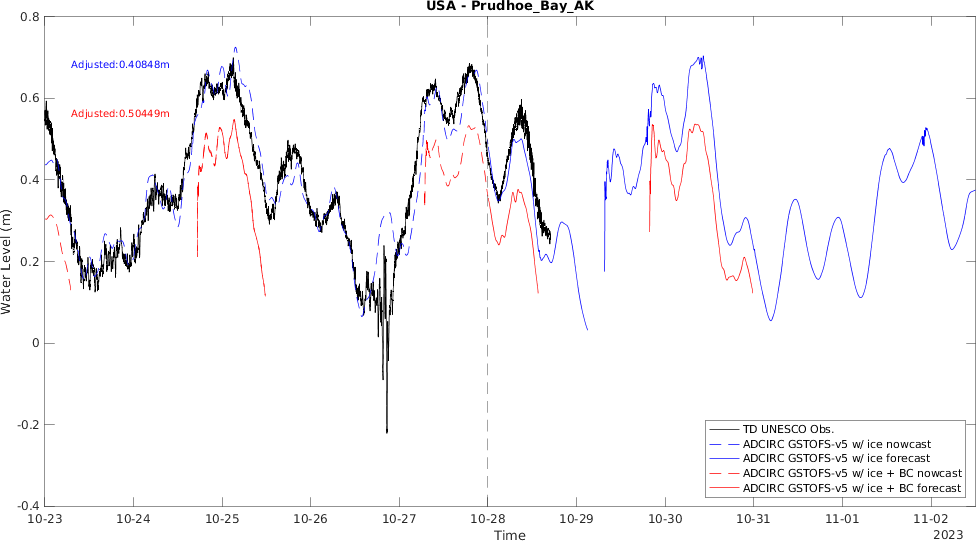 USA - Prudhoe_Bay_AK
0.8
0.6
0.4
0.2
0
-0.2
-0.4
Water Level (m)
Adjusted:0.40848m
Adjusted:0.50449m
TD UNESCO Obs.
ADCIRC GSTOFS-v5 w/ ice nowcast
ADCIRC GSTOFS-v5 w/ ice forecast
ADCIRC GSTOFS-v5 w/ ice + BC nowcast
ADCIRC GSTOFS-v5 w/ ice + BC forecast
10-23 10-24 10-25 10-26 10-27 10-28 10-29 10-30 10-31 11-01 11-02
Time
2023